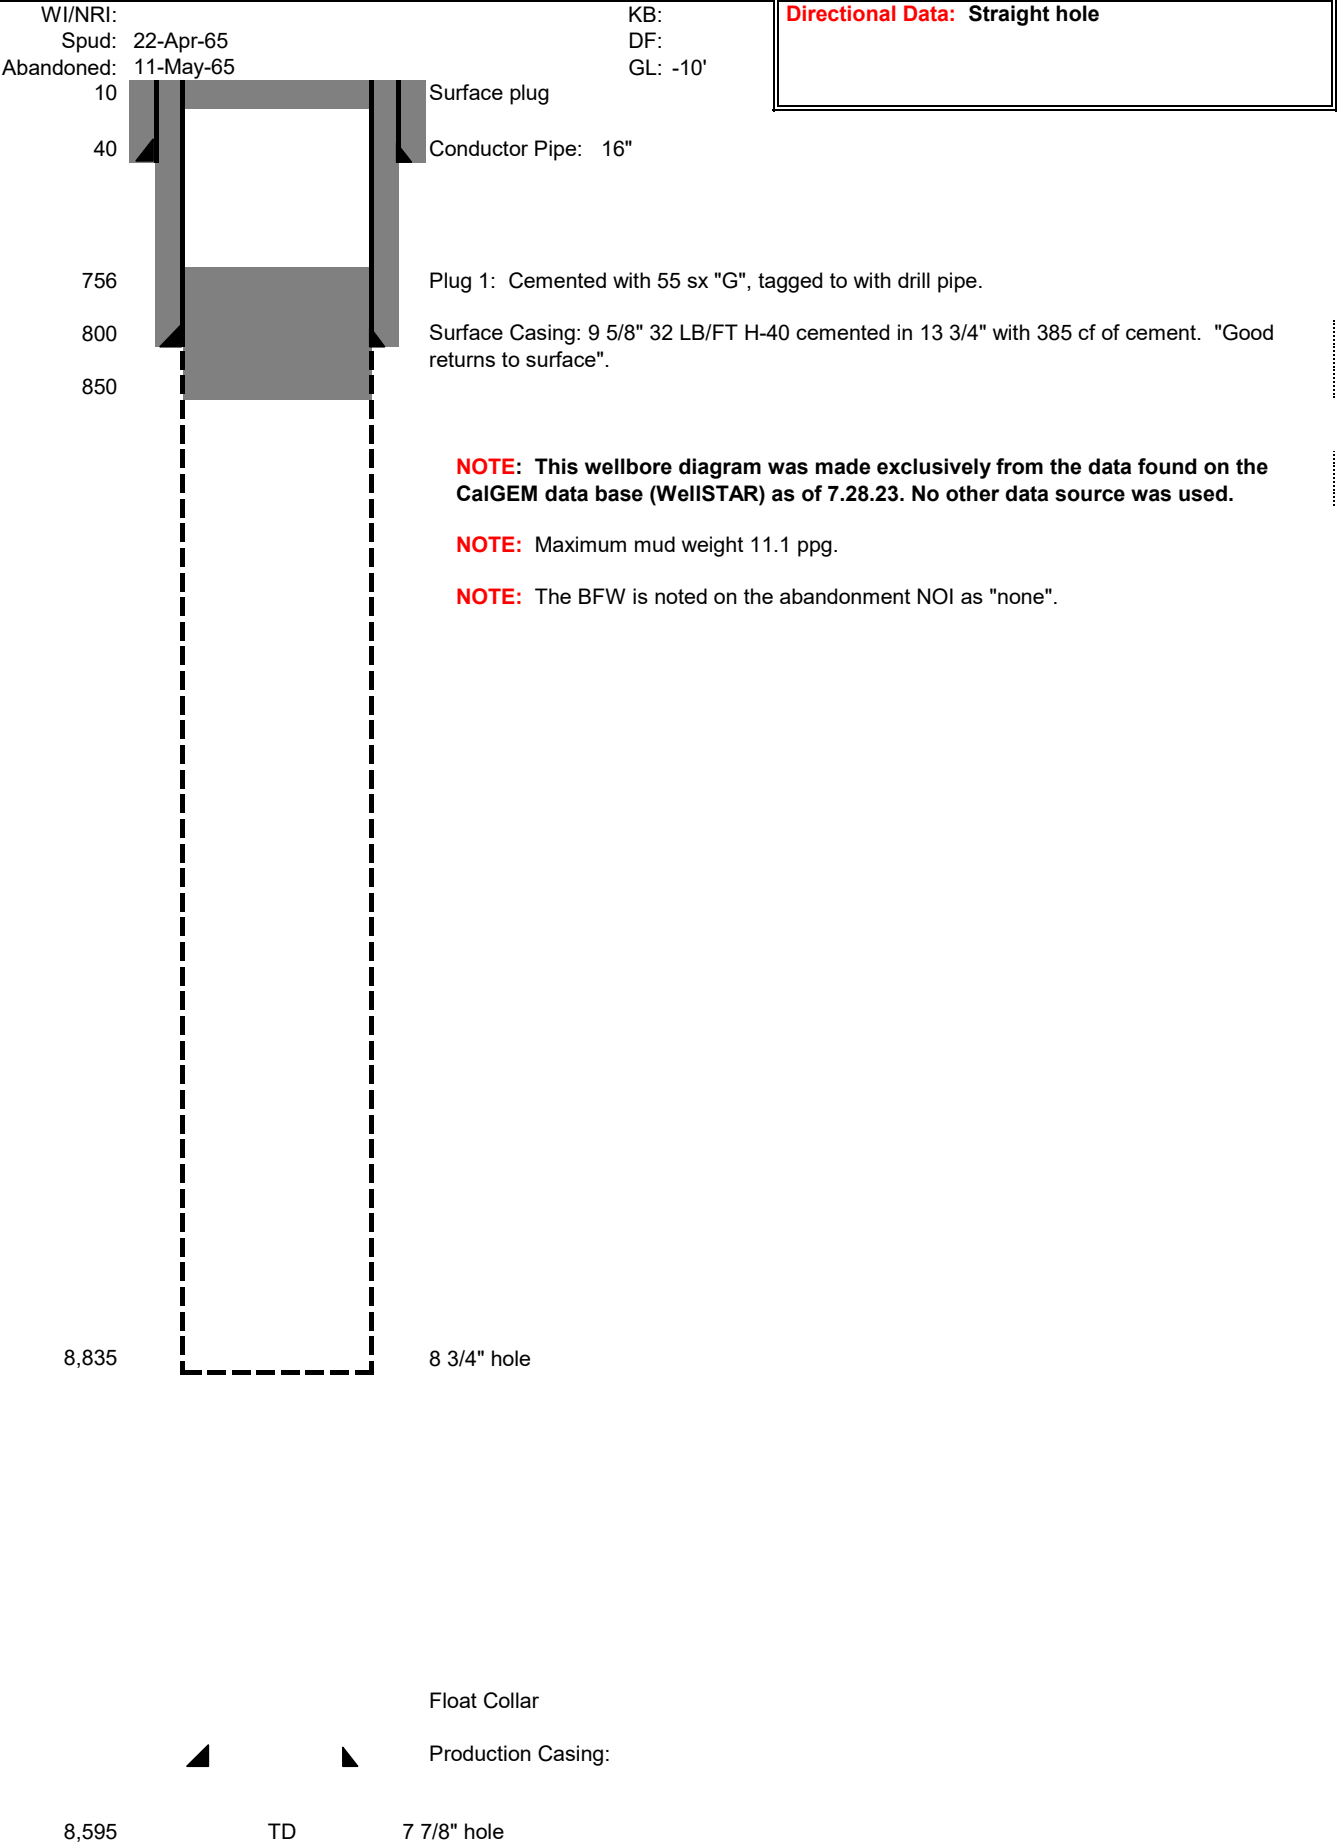 WI/NRI: KB: Directional Data: Straight hole
Spud: 22-Apr-65 DF:
Abandoned: 11-May-65 GL: -10'
10 Surface plug
40 Conductor Pipe: 16"
756 Plug 1: Cemented with 55 sx "G", tagged to with drill pipe.
800 Surface Casing: 9 5/8" 32 LB/FT H-40 cemented in 13 3/4" with 385 cf of cement. "Good
returns to surface".
850
NOTE: This wellbore diagram was made exclusively from the data found on the
CalGEM data base (WellSTAR) as of 7.28.23. No other data source was used.
NOTE: Maximum mud weight 11.1 ppg.
NOTE: The BFW is noted on the abandonment NOI as "none".
8,835 8 3/4" hole
Float Collar
Production Casing:
8,595 TD 7 7/8" hole